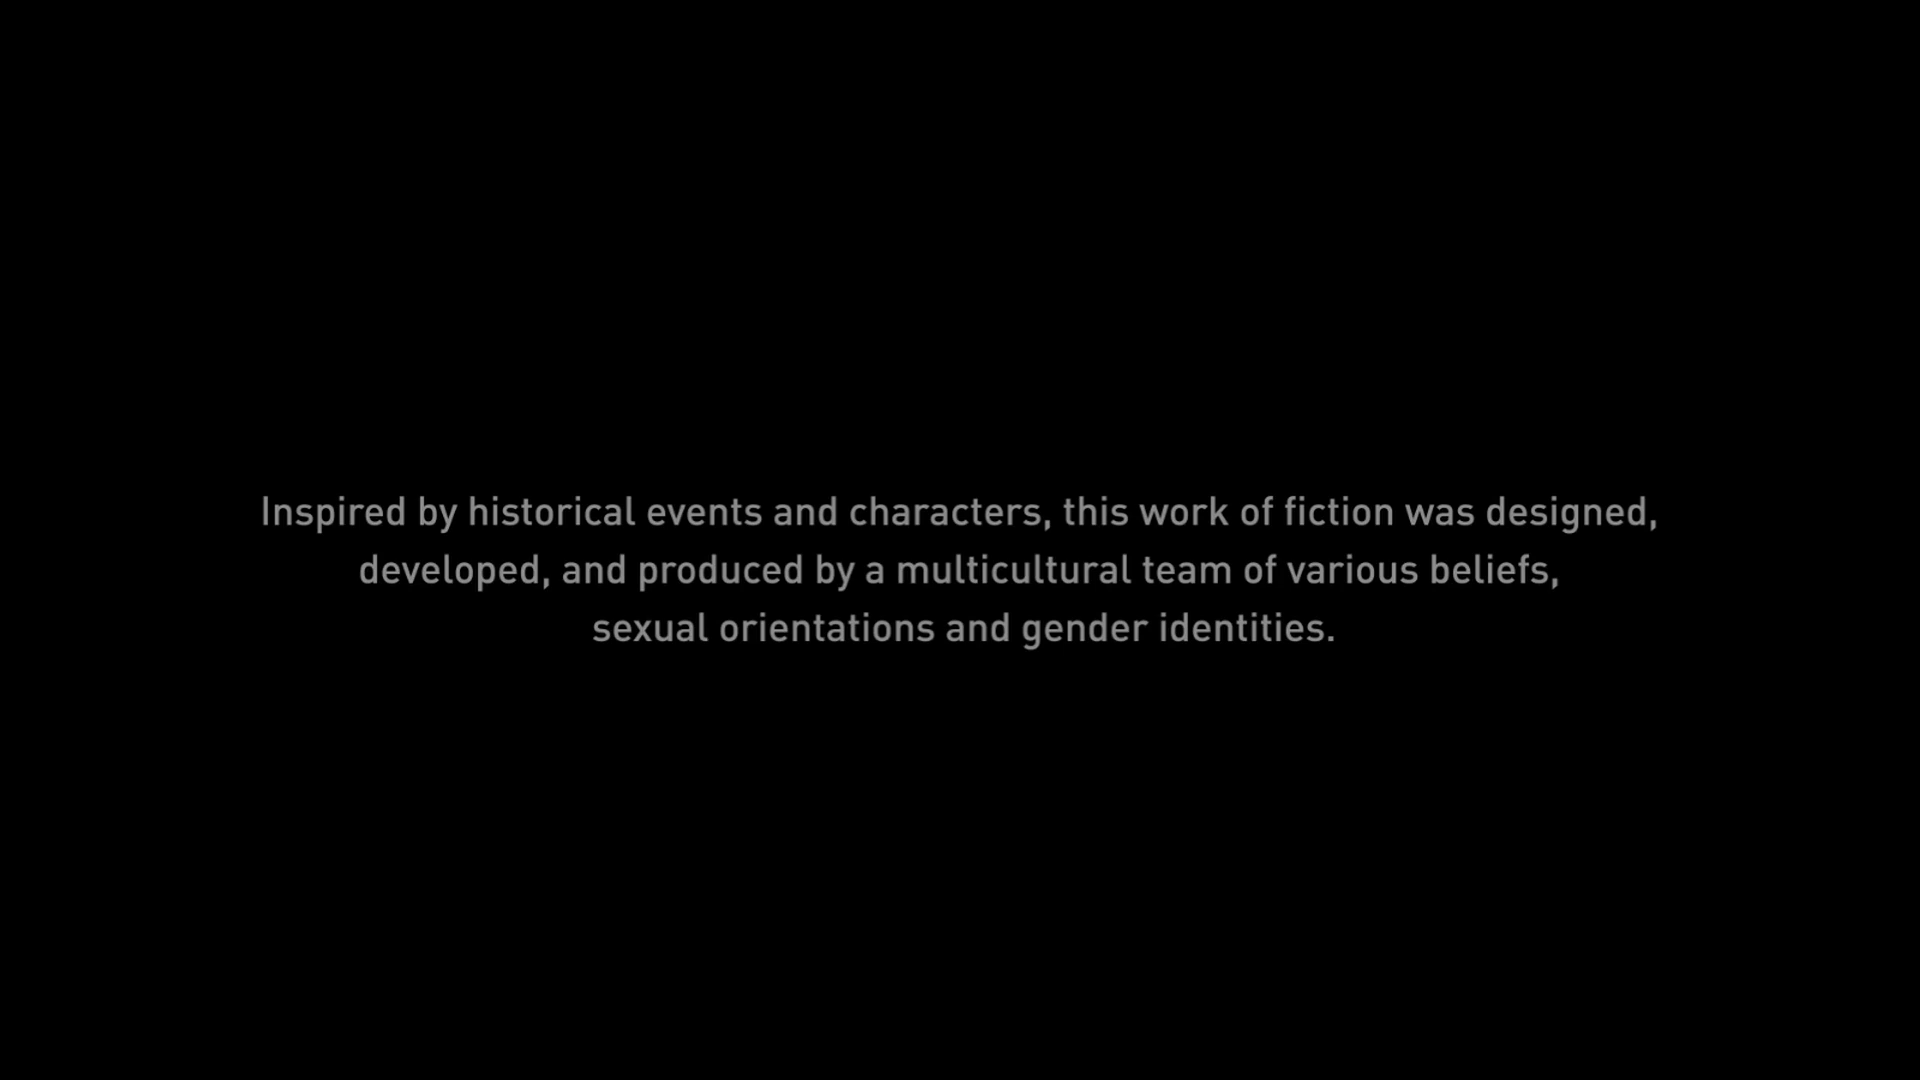 Inspired by historical events and characters, this work of fiction was designed,
developed, and produced by a multicultural team of various beliefs,
sexual orientations and gender identities.